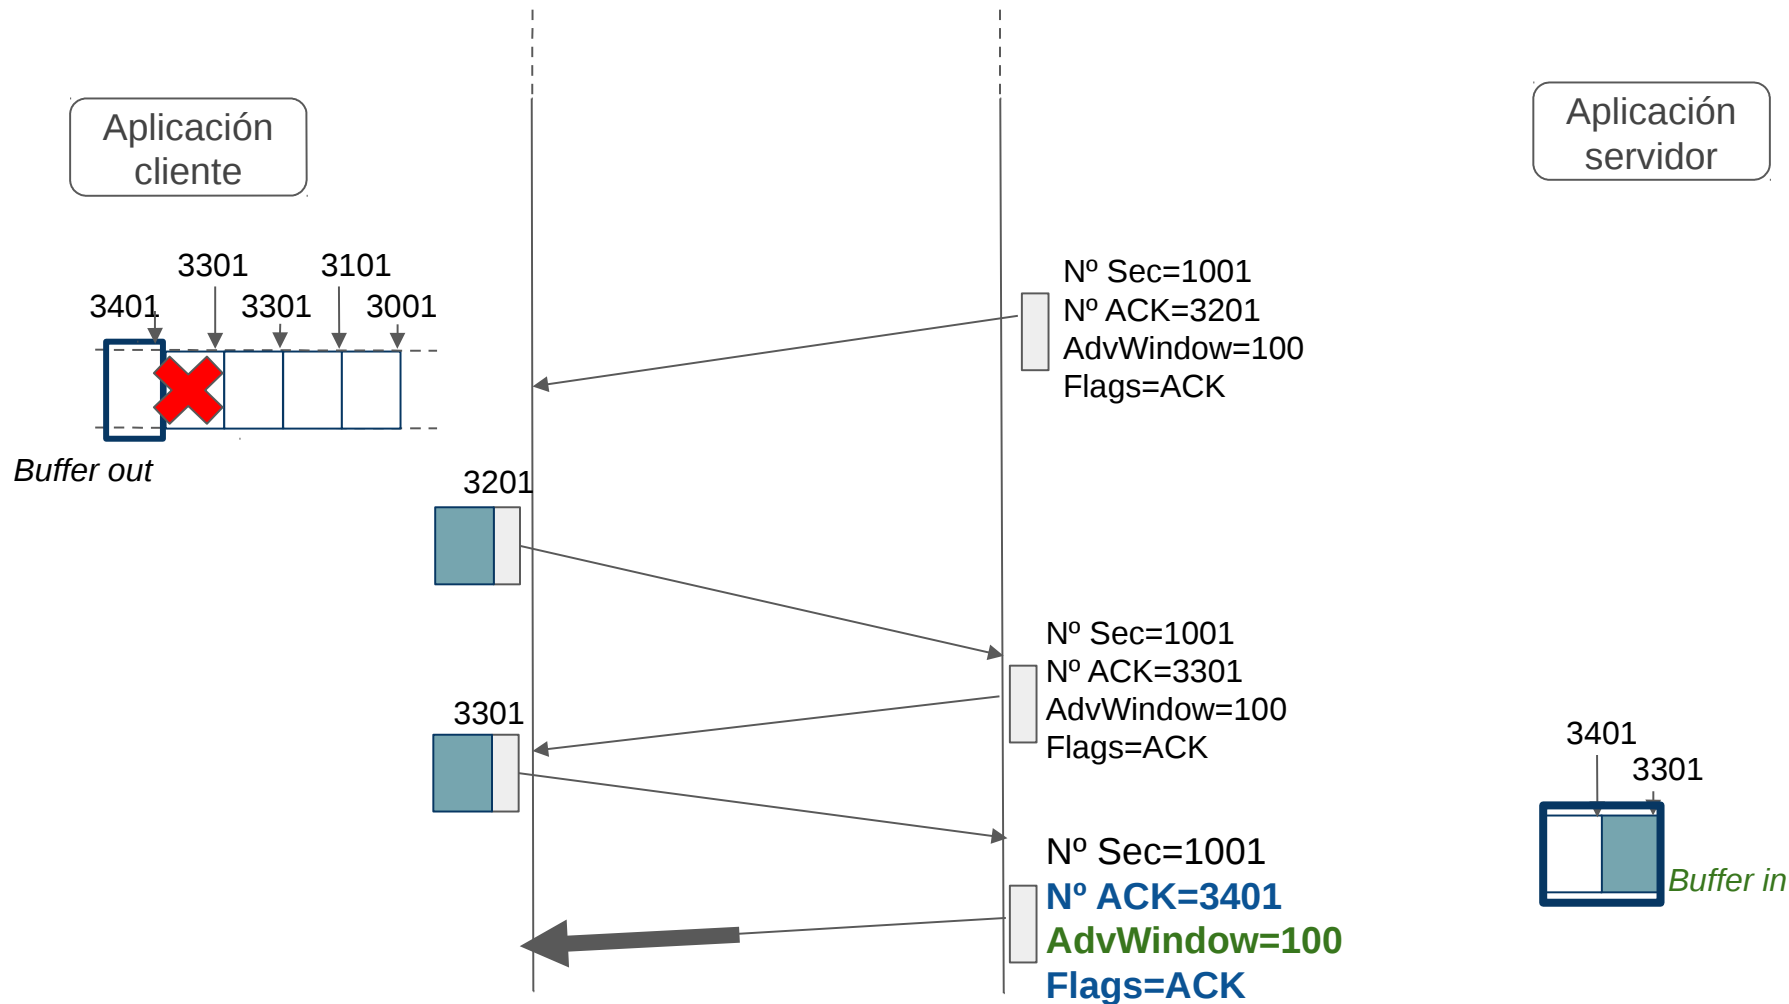 Aplicación
cliente
Aplicación
servidor
3301
3101
3401
3301
3001
Buffer out
Nº Sec=1001
Nº ACK=3201
AdvWindow=100
Flags=ACK
3201
Nº Sec=1001
Nº ACK=3301
AdvWindow=100
Flags=ACK
3301
3401
3301
Buffer in
Nº Sec=1001
Nº ACK=3401
AdvWindow=100
Flags=ACK